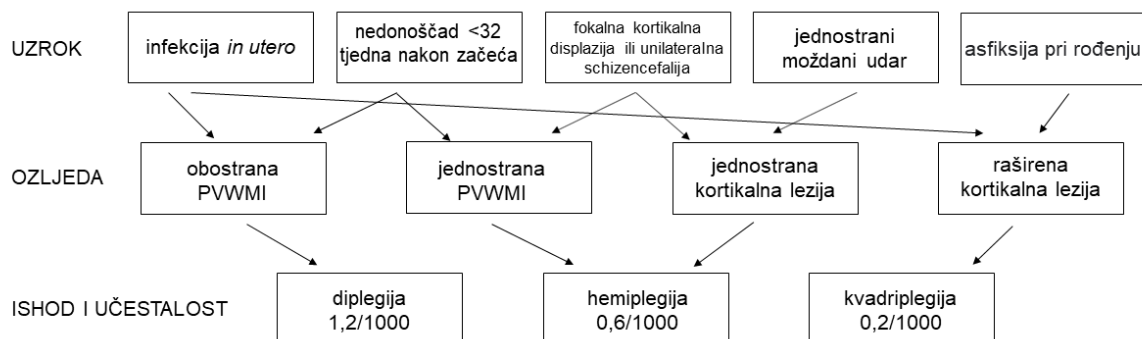 UZROK
infekcija in utero
nedonoščad <32
tjedna nakon začeća
fokalna kortikalna
displazija ili unilateralna
schizencefalija
jednostrani
moždani udar
asfiksija pri rođenju
OZLJEDA
obostrana
PVWMI
jednostrana
PVWMI
jednostrana
kortikalna lezija
raširena
kortikalna lezija
ISHOD I UČESTALOST
diplegija
1,2/1000
hemiplegija
0,6/1000
kvadriplegija
0,2/1000